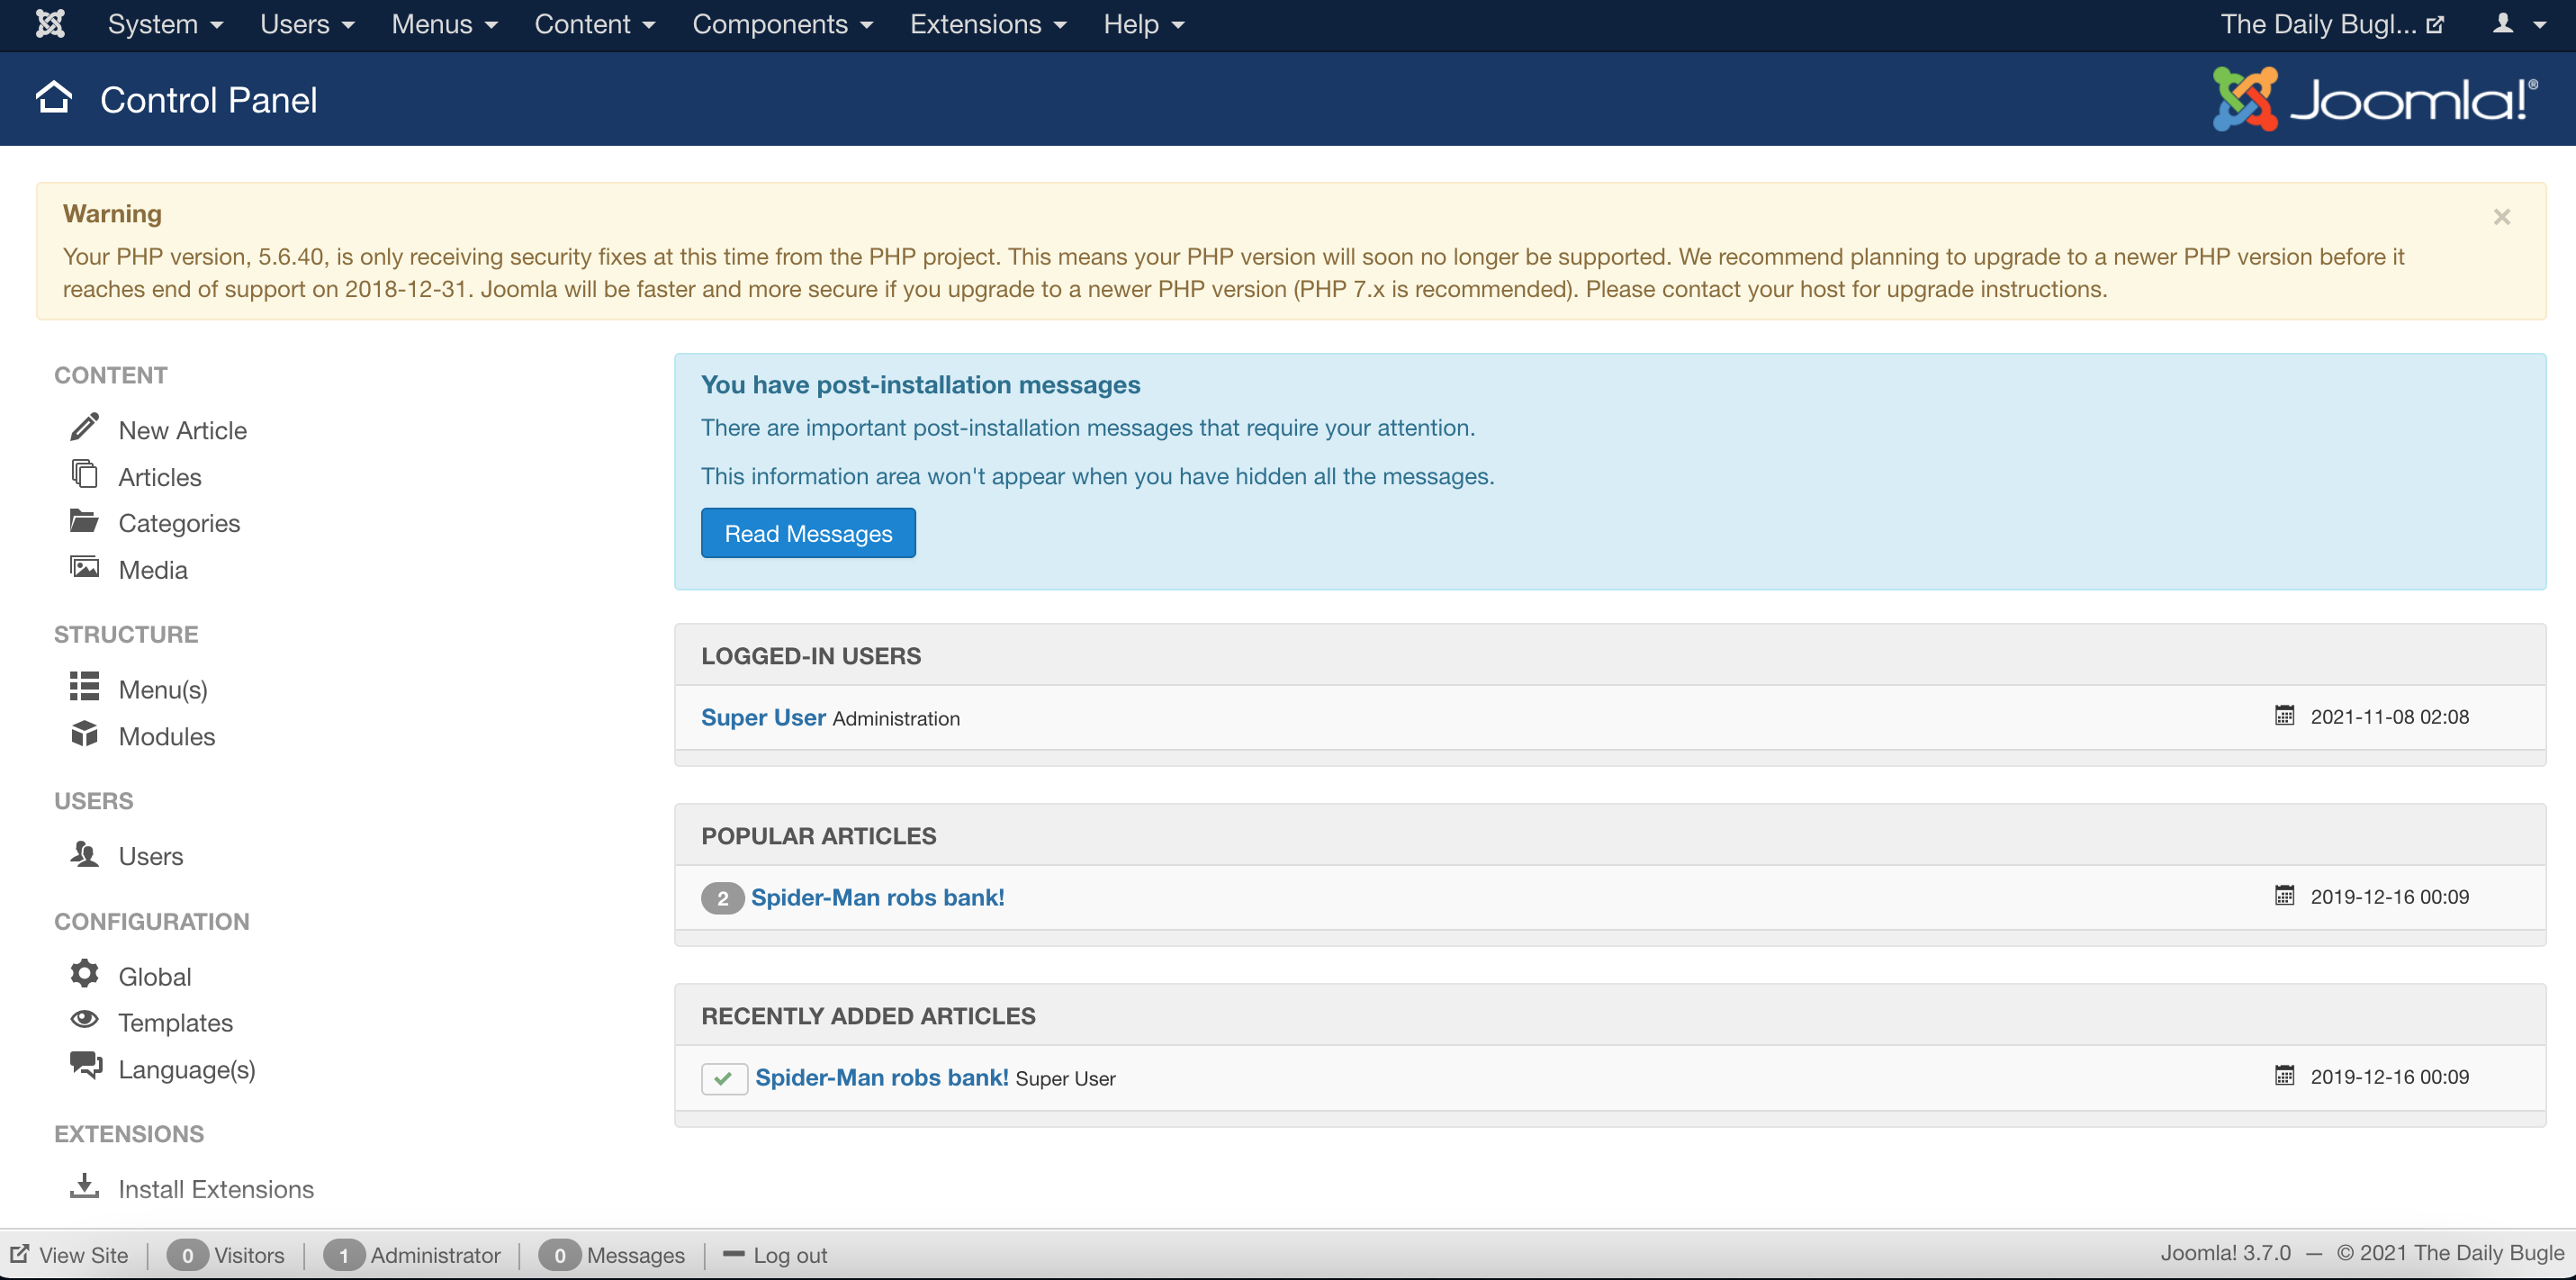 System Users Menus Content Components Extensions Help The Daily Bugl...
Control Panel Joomla!®
Warning
×
Your PHP version, 5.6.40, is only receiving security fixes at this time from the PHP project. This means your PHP version will soon no longer be supported. We recommend planning to upgrade to a newer PHP version before it
reaches end of support on 2018-12-31. Joomla will be faster and more secure if you upgrade to a newer PHP version (PHP 7.x is recommended). Please contact your host for upgrade instructions.
CONTENT
New Article
Articles
Categories
Media
STRUCTURE
Menu(s)
Modules
USERS
Users
CONFIGURATION
Global
Templates
Language(s)
EXTENSIONS
Install Extensions
You have post-installation messages
There are important post-installation messages that require your attention.
This information area won't appear when you have hidden all the messages.
Read Messages
LOGGED-IN USERS
Super User Administration 2021-11-08 02:08
POPULAR ARTICLES
2 Spider-Man robs bank! 2019-12-16 00:09
RECENTLY ADDED ARTICLES
Spider-Man robs bank! Super User 2019-12-16 00:09
View Site | 0 Visitors | 1 Administrator | 0 Messages | Log out Joomla! 3.7.0 — © 2021 The Daily Bugle